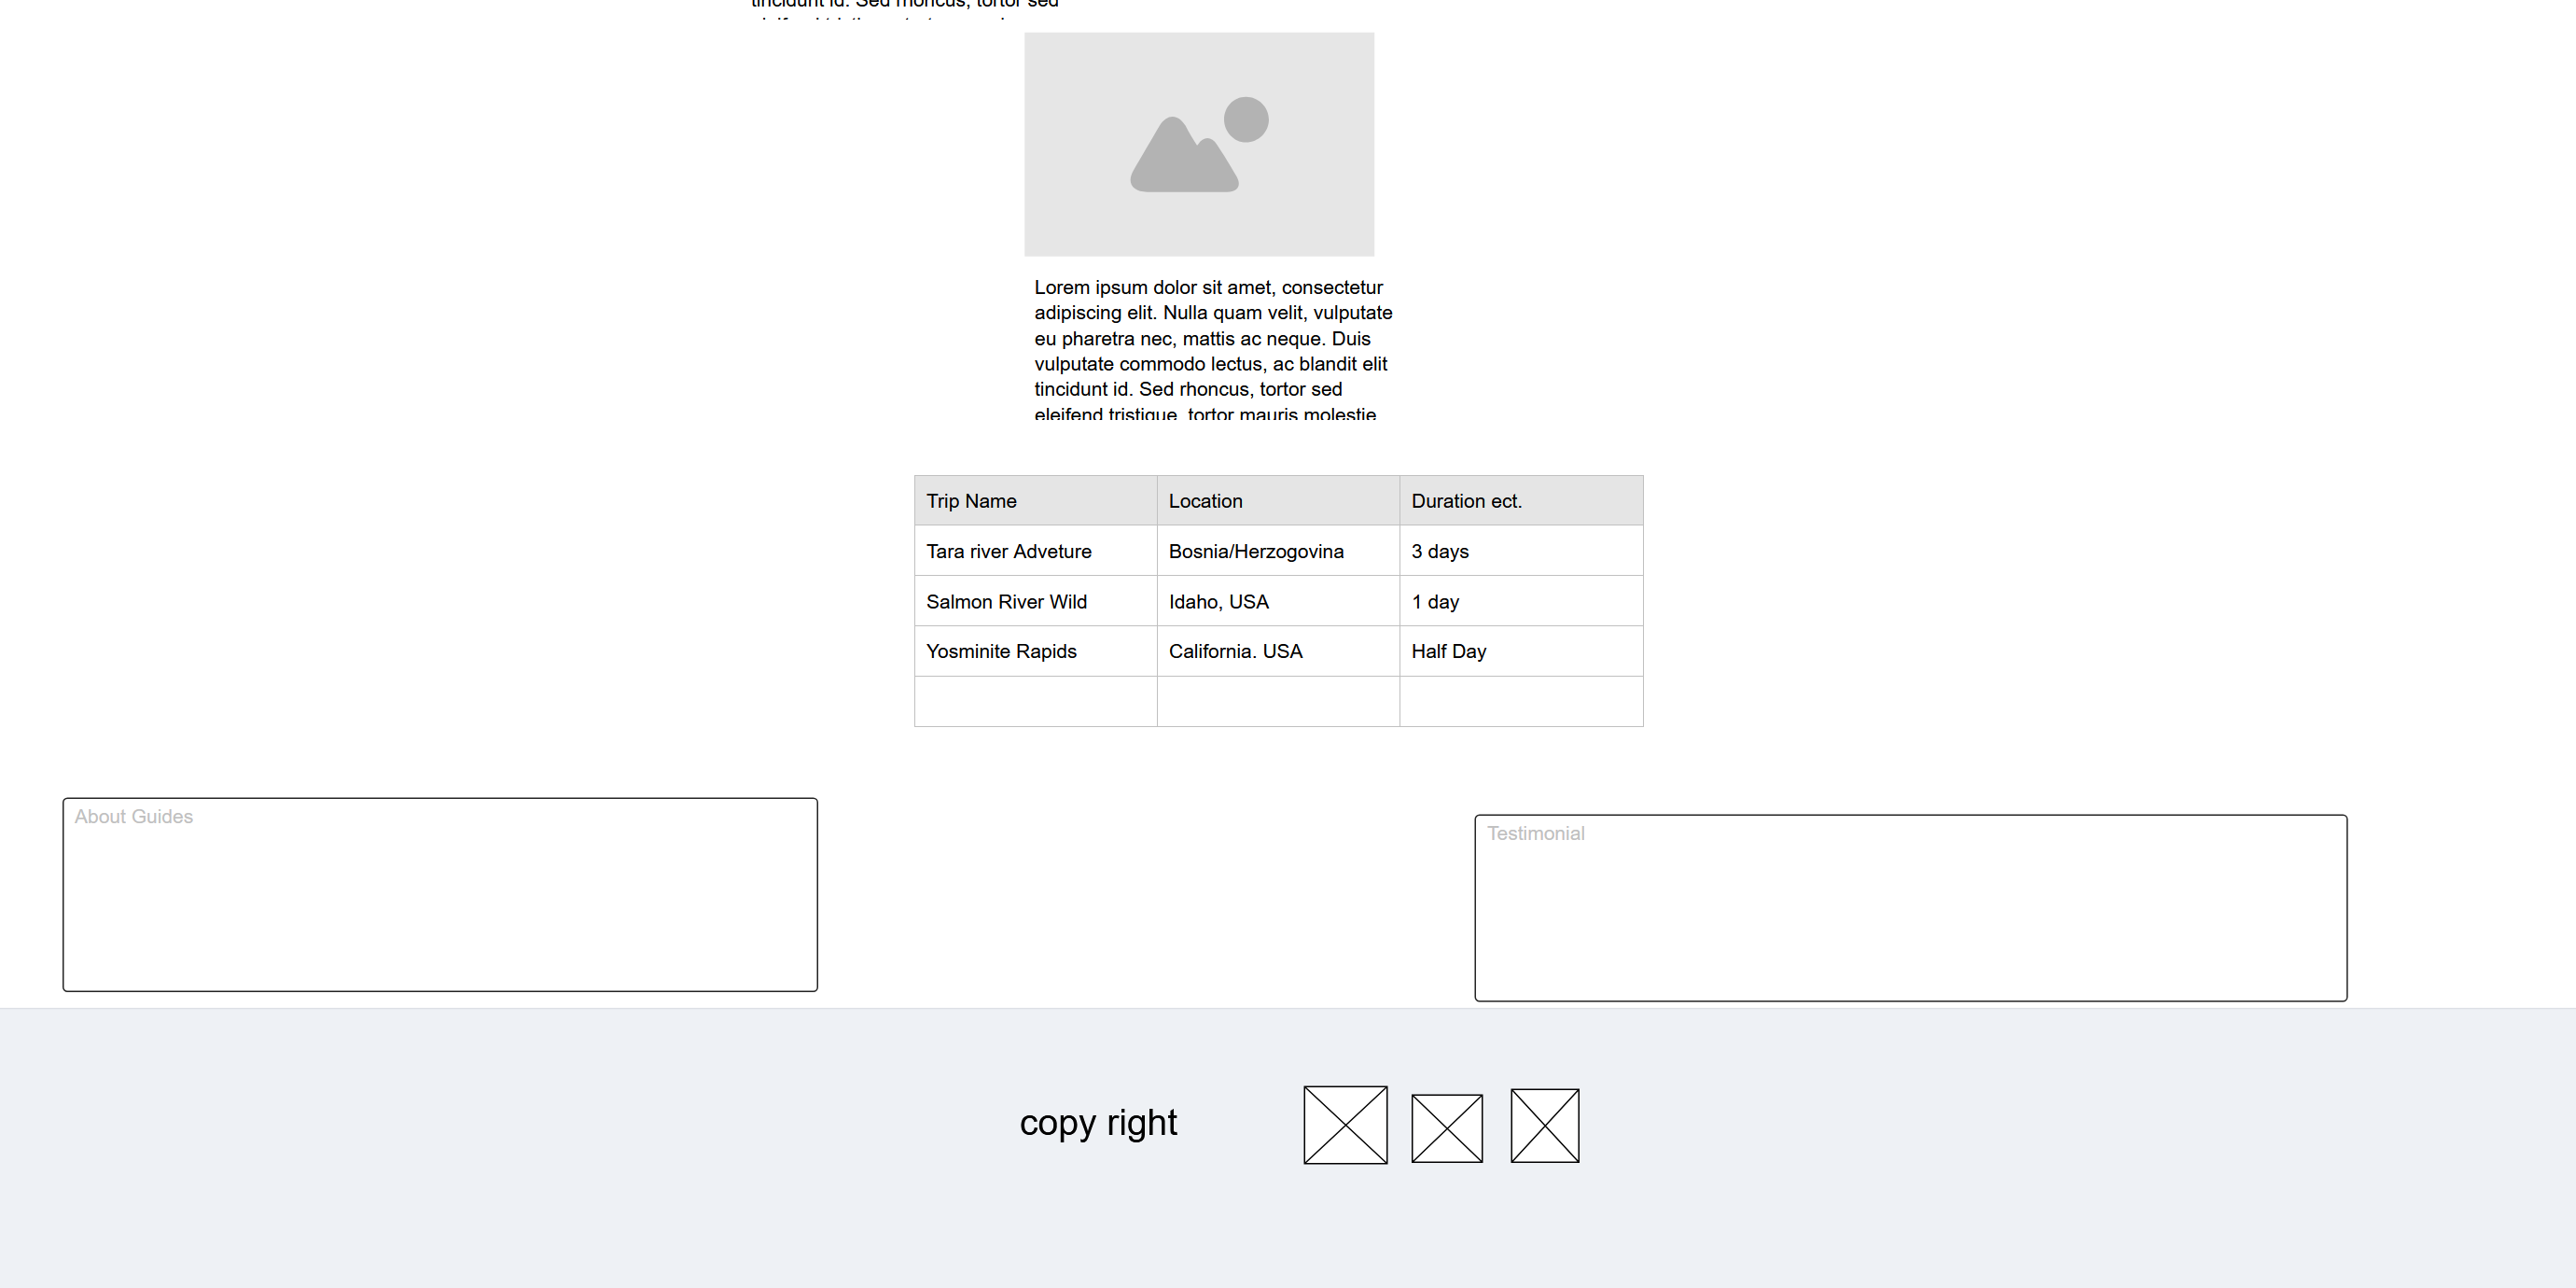 tincidunt id. Sed rhoncus, tortor sed
Lorem ipsum dolor sit amet, consectetur
adipiscing elit. Nulla quam velit, vulputate
eu pharetra nec, mattis ac neque. Duis
vulputate commodo lectus, ac blandit elit
tincidunt id. Sed rhoncus, tortor sed
eleifend tristique, tortor mauris molestie
Trip Name Location Duration ect.
Tara river Adveture Bosnia/Herzogovina 3 days
Salmon River Wild Idaho, USA 1 day
Yosminite Rapids California. USA Half Day
About Guides
Testimonial
copy right